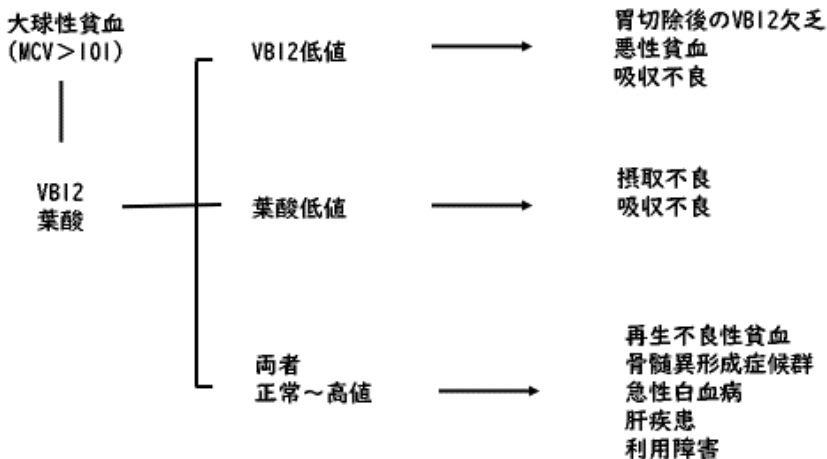 大球性貧血
(MCV>101)
VB12
葉酸
VB12低値
胃切除後のVB12欠乏
悪性貧血
吸収不良
葉酸低値
摂取不良
吸収不良
両者
正常～高値
再生不良性貧血
骨髄異形成症候群
急性白血病
肝疾患
利用障害